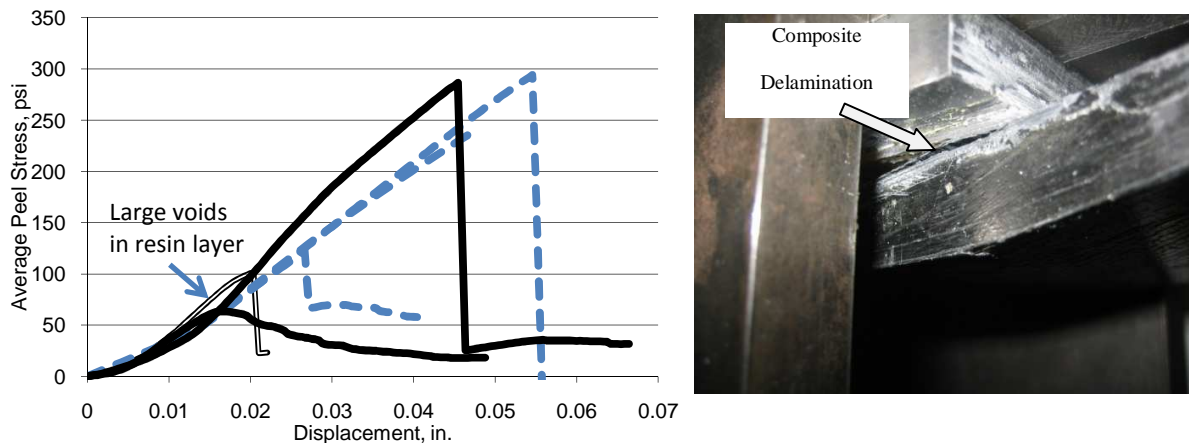 350
300
250
200
150
100
50
0
Average Peel Stress, psi
Large voids
in resin layer
0 0.01 0.02 0.03 0.04 0.05 0.06 0.07
Displacement, in.
Composite
Delamination